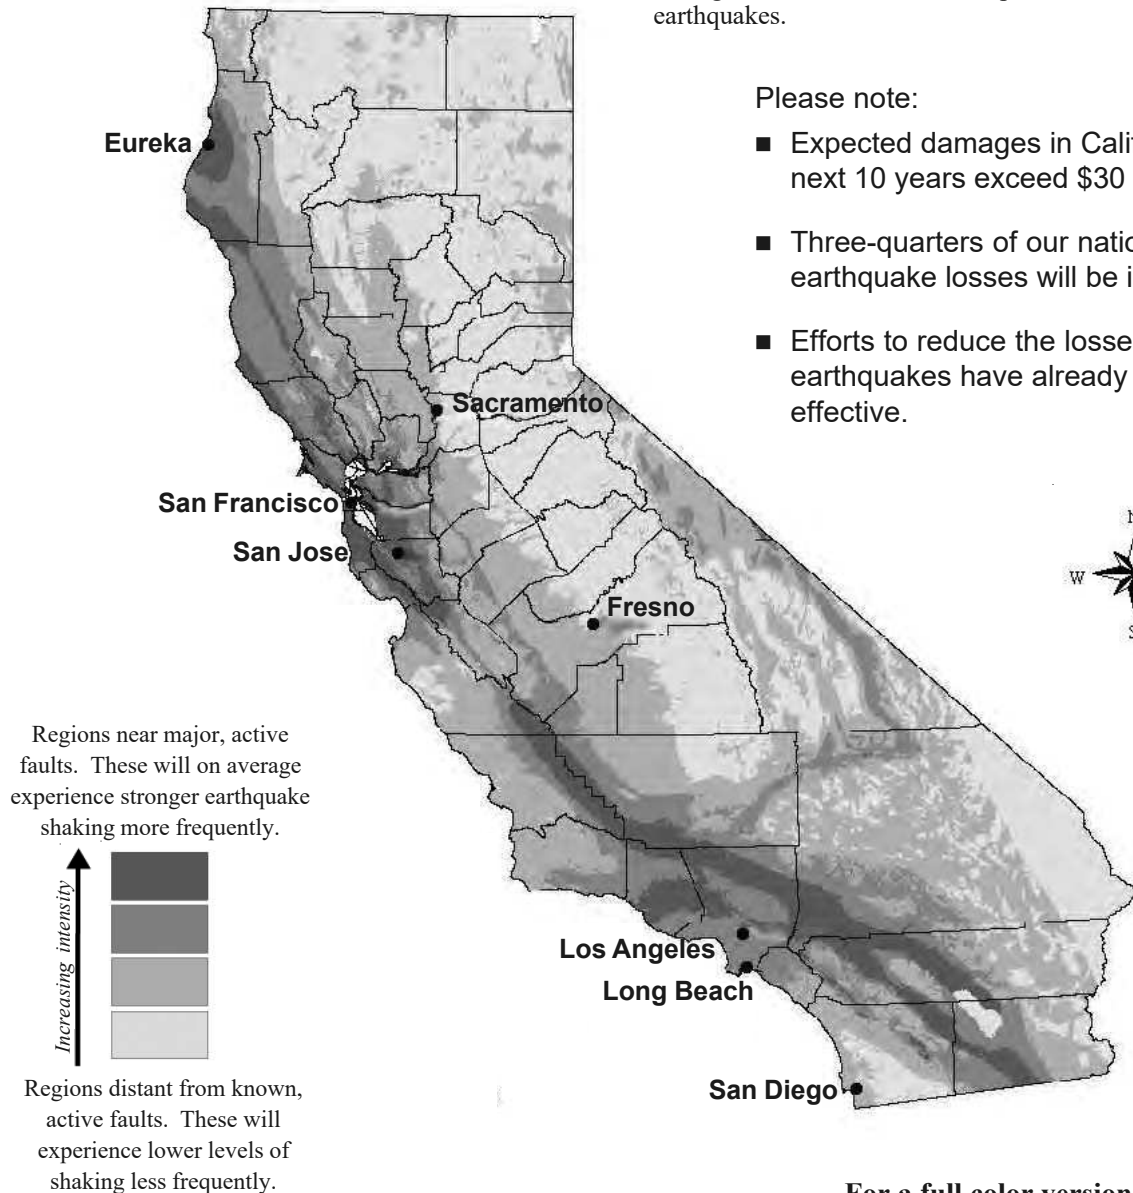 earthquakes.
Please note:
■ Expected damages in Cali
next 10 years exceed $30
■ Three-quarters of our natio
earthquake losses will be i
■ Efforts to reduce the losse
earthquakes have already
effective.
Eureka
Sacramento
San Francisco
San Jose
Fresno
W
Regions near major, active
faults. These will on average
experience stronger earthquake
shaking more frequently.
Increasing intensity
Los Angeles
Long Beach
San Diego
Regions distant from known,
active faults. These will
experience lower levels of
shaking less frequently.
For a full color version